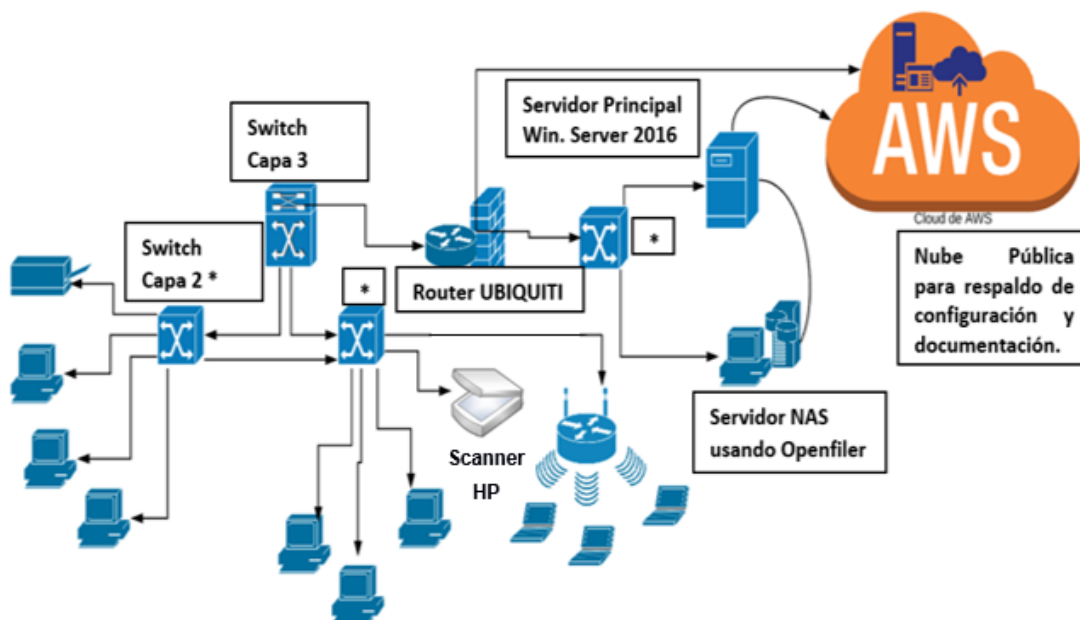 Switch
Capa 3
Servidor Principal
Win. Server 2016
AWS
Cloud de AWS
Switch
Capa 2 *
*
*
Router UBIQUITI
Nube Pública
para respaldo de
configuración y
documentación.
Servidor NAS
usando Openfiler
Scanner
HP